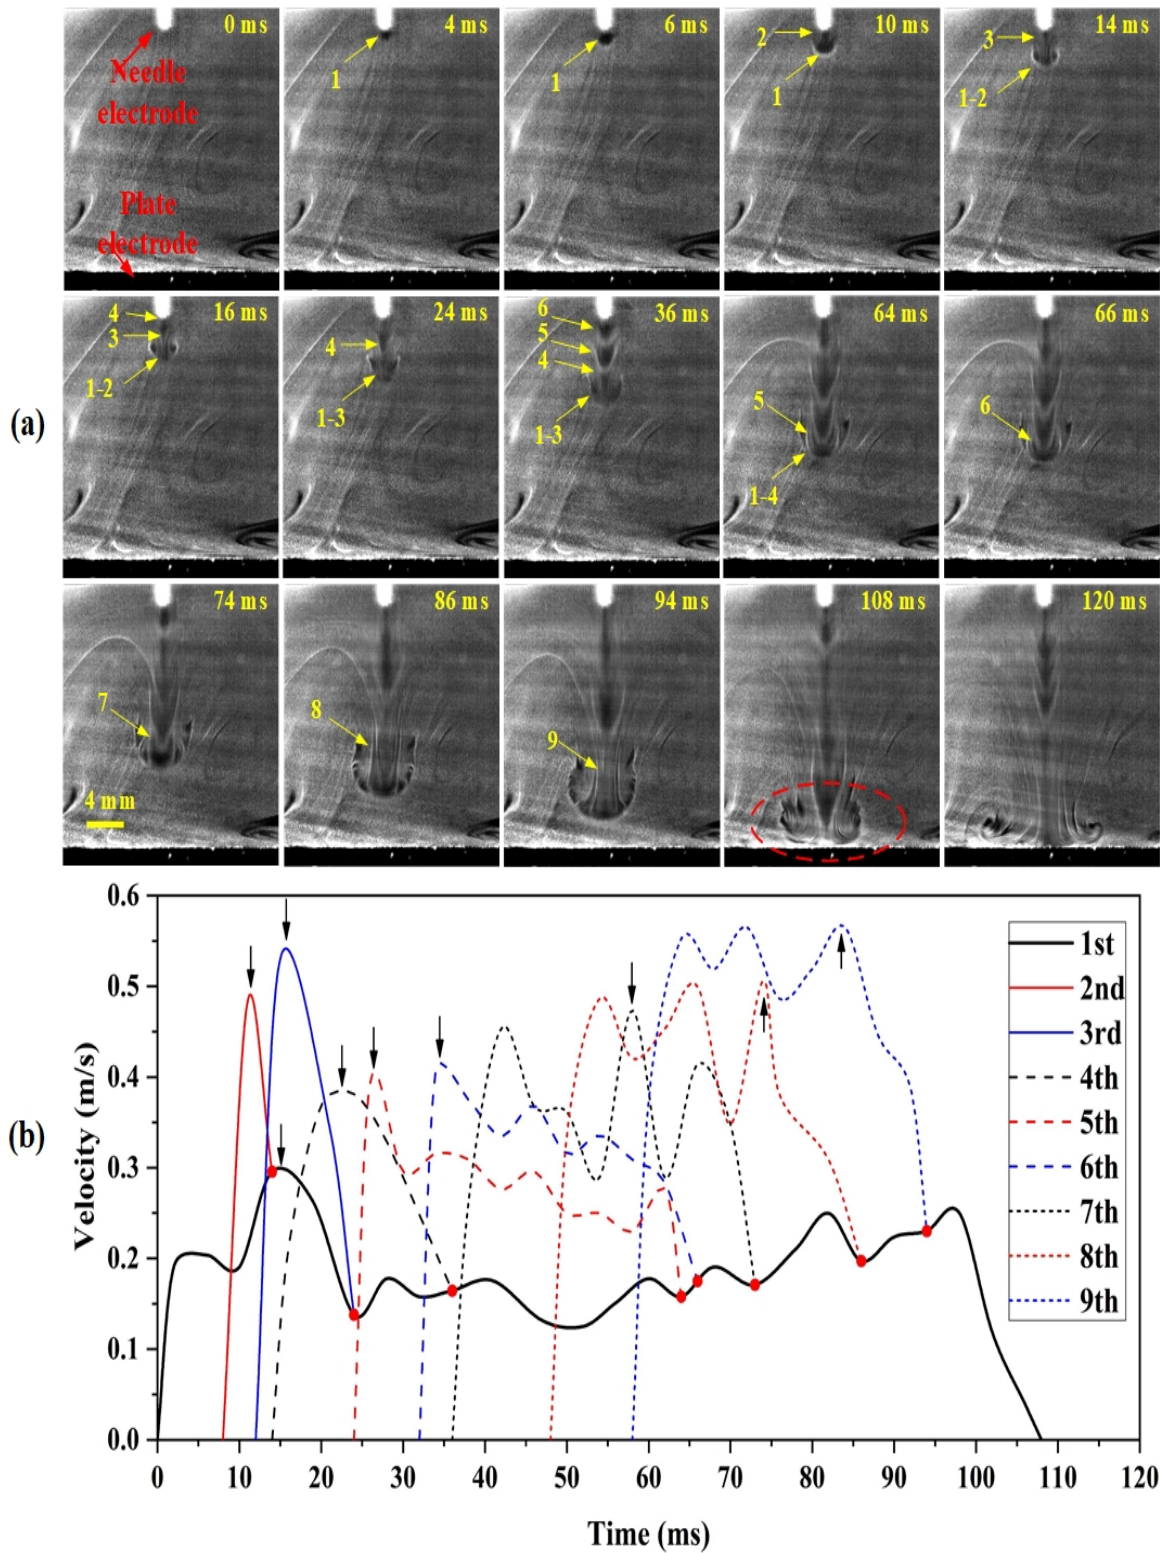 0 ms
Needle
electrode
Plate
electrode
4 ms
1
6 ms
1
10 ms
2
1
14 ms
3
1-2
16 ms
4
3
1-2
24 ms
4
1-3
36 ms
6
5
4
1-3
64 ms
5
1-4
66 ms
6
(a)
74 ms
7
4 mm
86 ms
8
94 ms
9
108 ms
120 ms
(b)
Velocity (m/s)
0.6
0.5
0.4
0.3
0.2
0.1
0.0
1st
2nd
3rd
4th
5th
6th
7th
8th
9th
0 10 20 30 40 50 60 70 80 90 100 110 120
Time (ms)